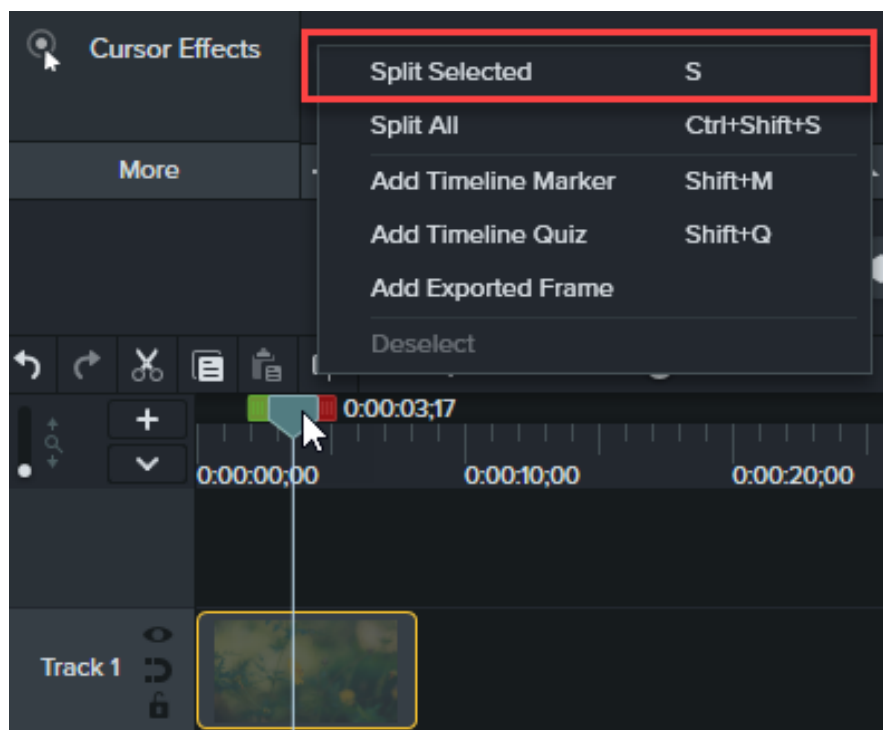 Cursor Effects
Split Selected S
Split All Ctrl+Shift+S
More
Add Timeline Marker Shift+M
Add Timeline Quiz Shift+Q
Add Exported Frame
Deselect
0:00:03;17
0:00:00;00 0:00:10;00 0:00:20;00
Track 1